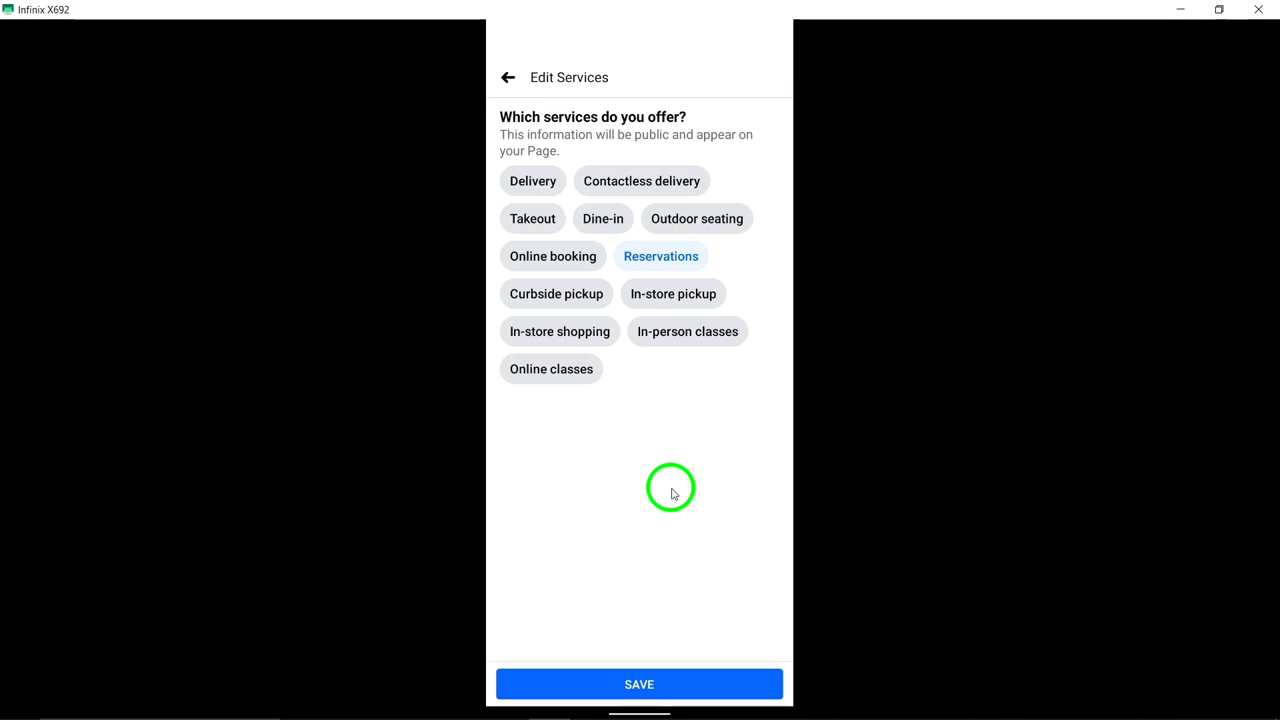 Infinix X692
Edit Services
Which services do you offer?
This information will be public and appear on
your Page.
Delivery Contactless delivery
Takeout Dine-in Outdoor seating
Online booking Reservations
Curbside pickup In-store pickup
In-store shopping In-person classes
Online classes
SAVE